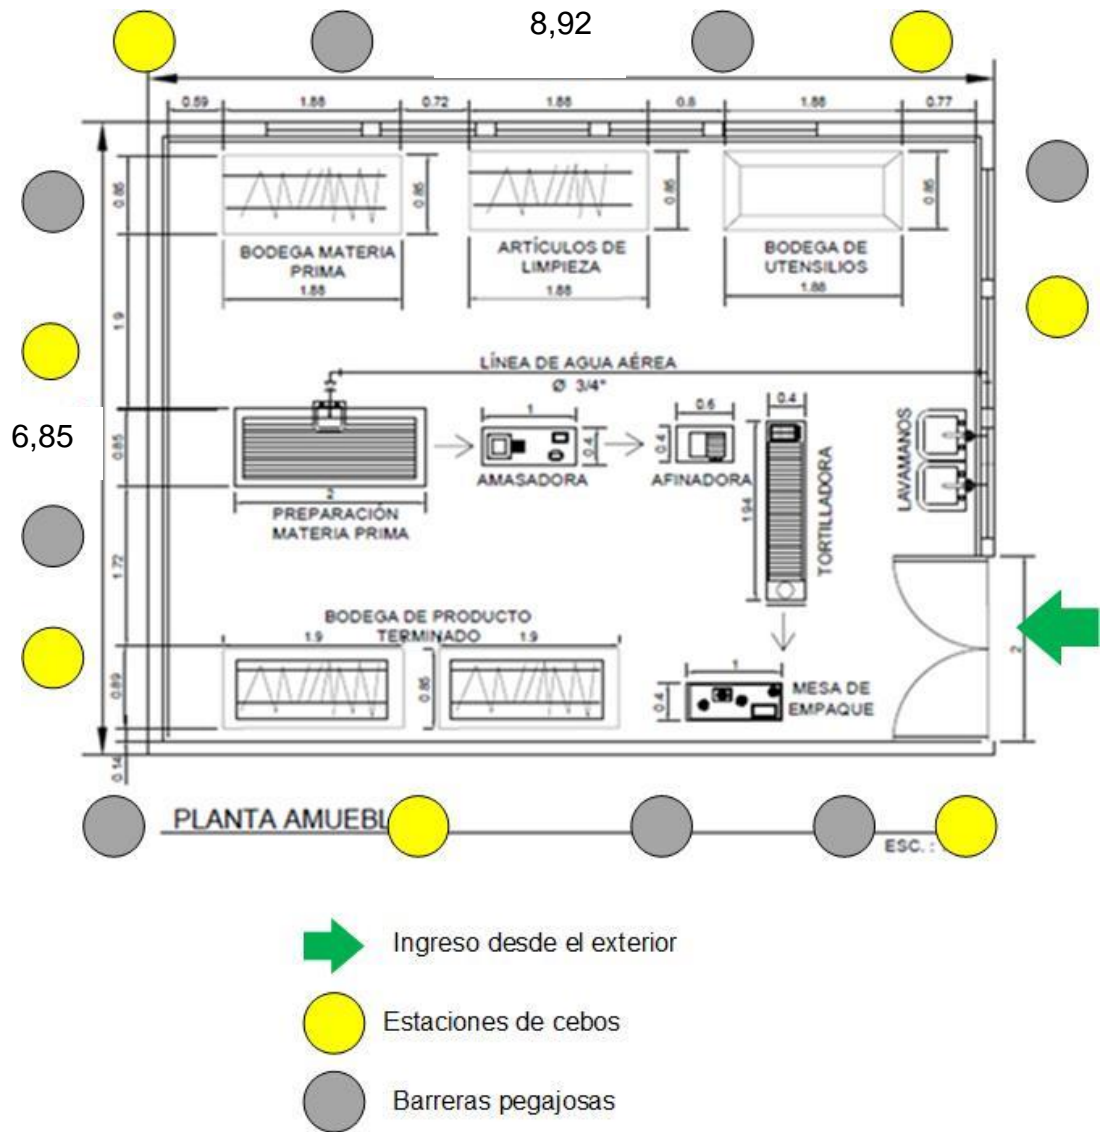 8,92
0.59 1.88 0.72 1.88 0.8 1.88 0.77
0.85 0.85 0.85 0.85
BODEGA MATERIA
PRIMA
1.88
ARTÍCULOS DE
LIMPIEZA
1.88
BODEGA DE
UTENSILIOS
1.88
1.9
LÍNEA DE AGUA AÉREA
Ø 3/4"
6,85
0.85
2
PREPARACIÓN
MATERIA PRIMA
1
0.4
AMASADORA
0.6
0.4
AFINADORA
0.4
1.94
TORTILLADORA
LAVAMANOS
1.72
2
BODEGA DE PRODUCTO
TERMINADO
1.9 1.9
0.89
0.85
1
0.4
MESA DE
EMPAQUE
0.14
PLANTA AMUEBL
ESC. :
Ingreso desde el exterior
Estaciones de cebos
Barreras pegajosas